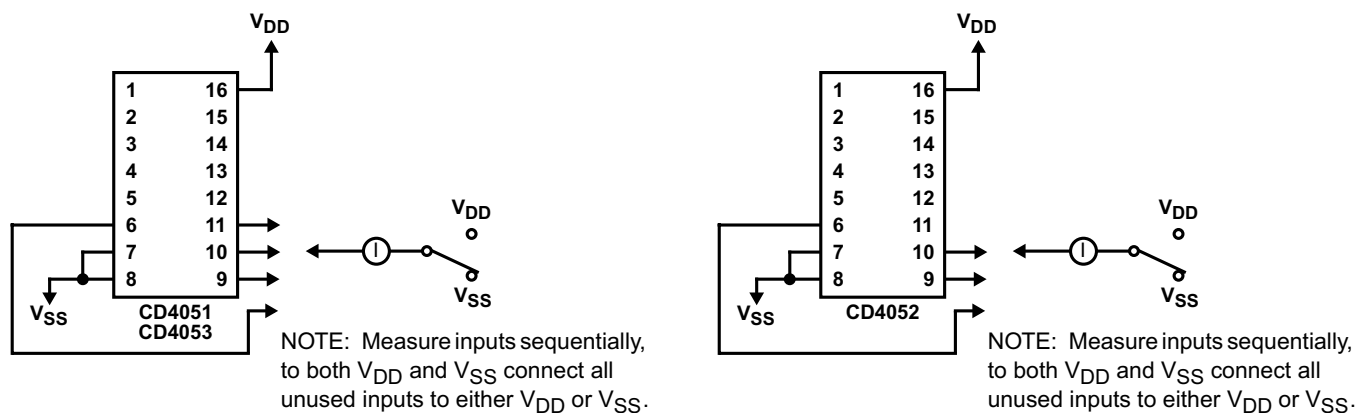 VDD
1 16
2 15
3 14
4 13
5 12
6 11
7 10
8 9
VSS
CD4051
CD4053
I
VDD
VSS
NOTE: Measure inputs sequentially,
to both VDD and VSS connect all
unused inputs to either VDD or VSS.
VDD
1 16
2 15
3 14
4 13
5 12
6 11
7 10
8 9
VSS
CD4052
I
VDD
VSS
NOTE: Measure inputs sequentially,
to both VDD and VSS connect all
unused inputs to either VDD or VSS.